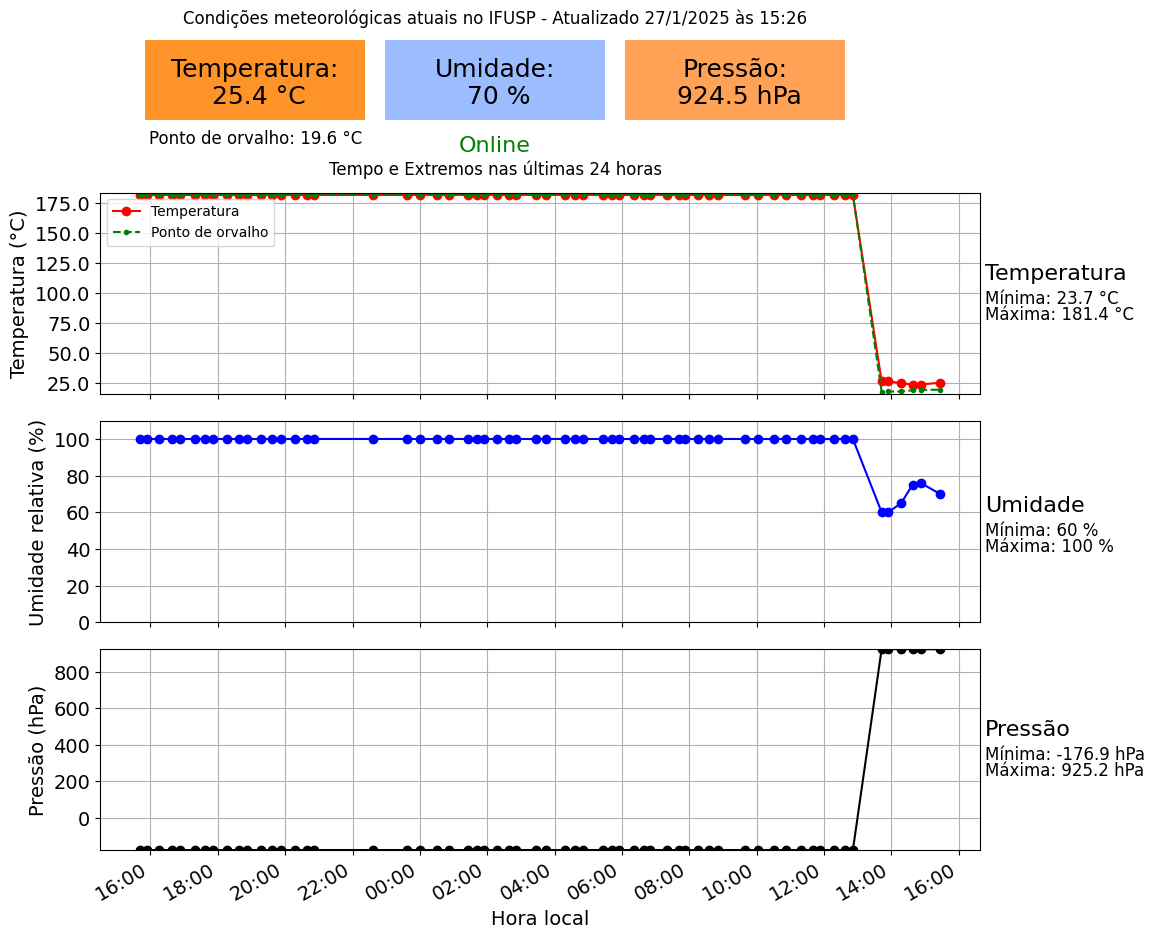 Condições meteorológicas atuais no IFUSP - Atualizado 27/1/2025 às 15:26
Temperatura:
25.4 °C
Umidade:
70 %
Pressão:
924.5 hPa
Ponto de orvalho: 19.6 °C
Online
Tempo e Extremos nas últimas 24 horas
Temperatura (°C)
175.0
150.0
125.0
100.0
75.0
50.0
25.0
Temperatura
Ponto de orvalho
Temperatura
Mínima: 23.7 °C
Máxima: 181.4 °C
Umidade relativa (%)
100
80
60
40
20
0
Umidade
Mínima: 60 %
Máxima: 100 %
Pressão (hPa)
800
600
400
200
0
Pressão
Mínima: -176.9 hPa
Máxima: 925.2 hPa
16:00
18:00
20:00
22:00
00:00
02:00
04:00
06:00
08:00
10:00
12:00
14:00
16:00
Hora local